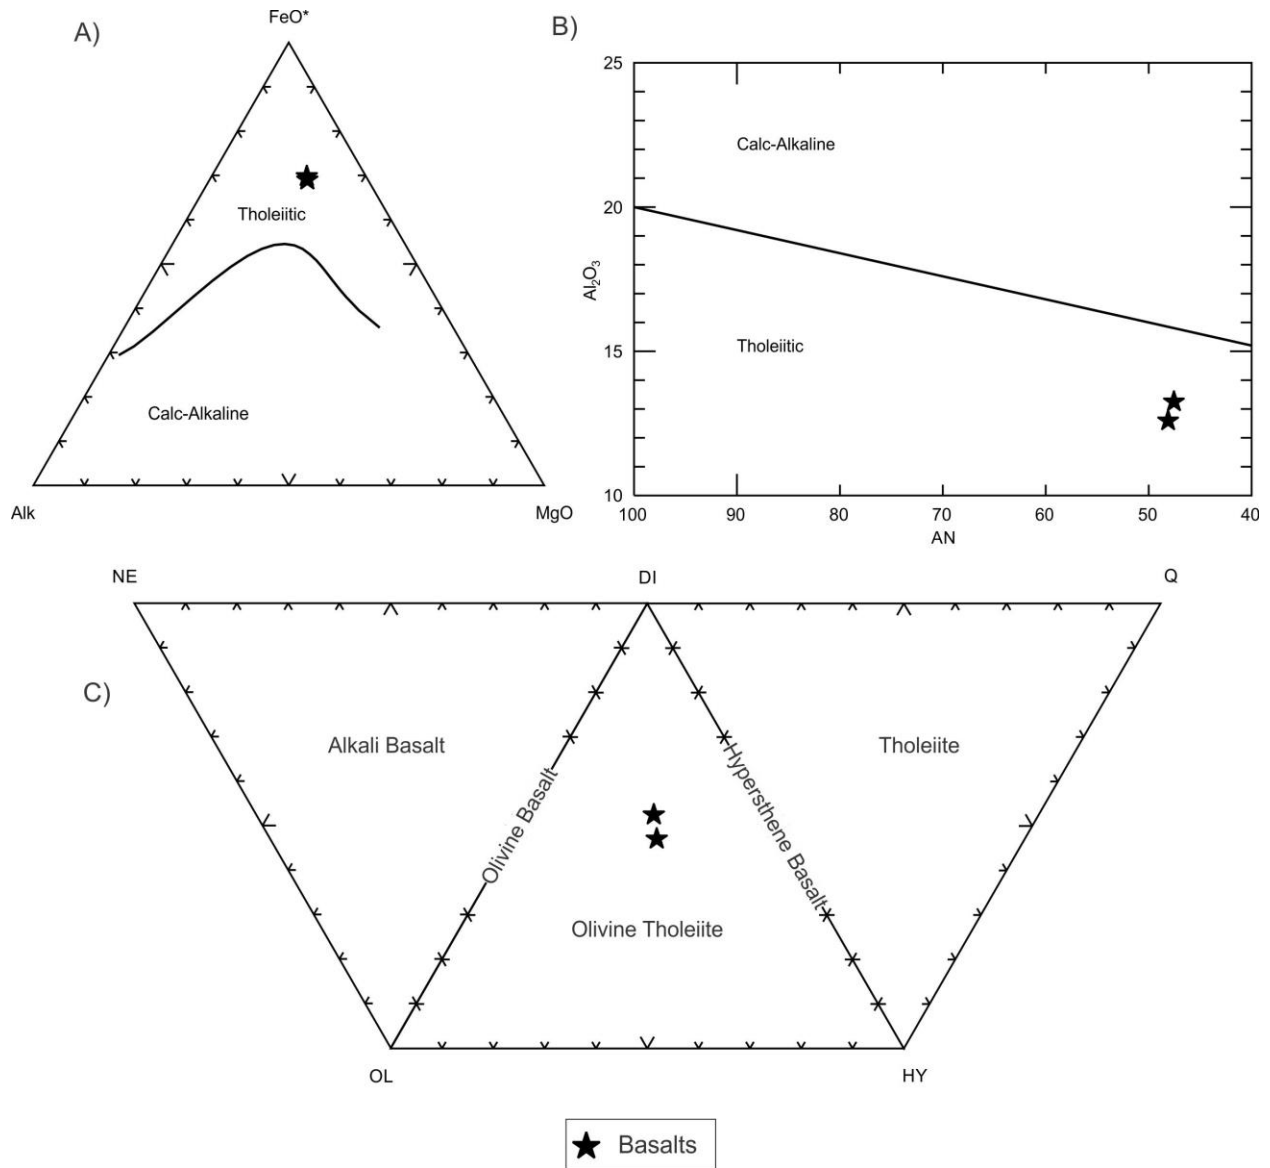 A)
FeO*
Tholeiitic
Calc-Alkaline
Alk
MgO
B)
25
20
15
10
Al₂O₃
Calc-Alkaline
Tholeiitic
100
90
80
70
60
50
40
AN
C)
NE
DI
Q
Alkali Basalt
Olivine Basalt
Olivine Tholeiite
Hypersthene Basalt
Tholeiite
OL
HY
Basalts